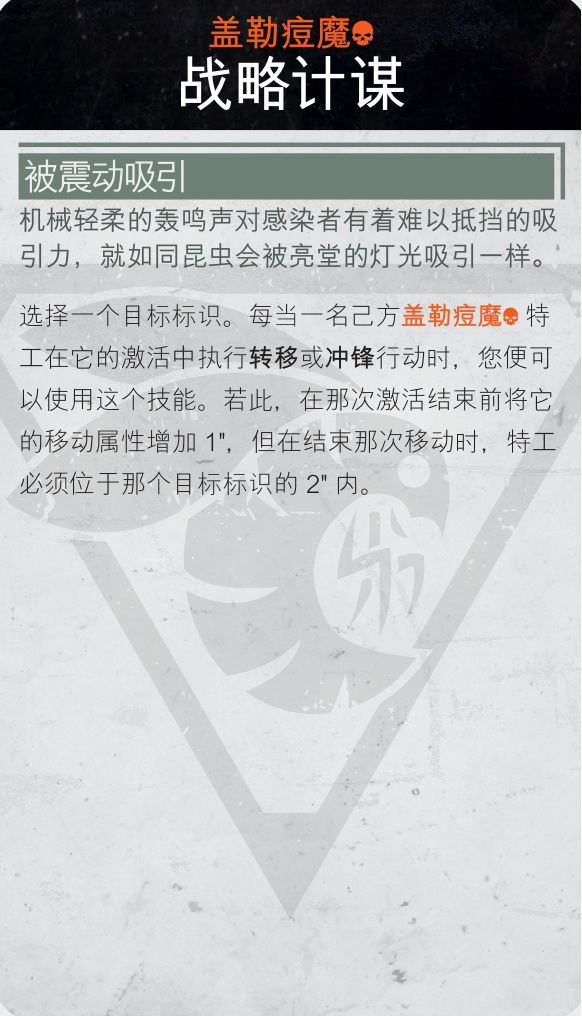 盖勒痘魔
战略计谋
被震动吸引
机械轻柔的轰鸣声对感染者有着难以抵挡的吸
引力，就如同昆虫会被亮堂的灯光吸引一样。
选择一个目标标识。每当一名己方盖勒痘魔 特
工在它的激活中执行转移或冲锋行动时，您便可
以使用这个技能。若此，在那次激活结束前将它
的移动属性增加 1"，但在结束那次移动时，特工
必须位于那个目标标识的 2" 内。